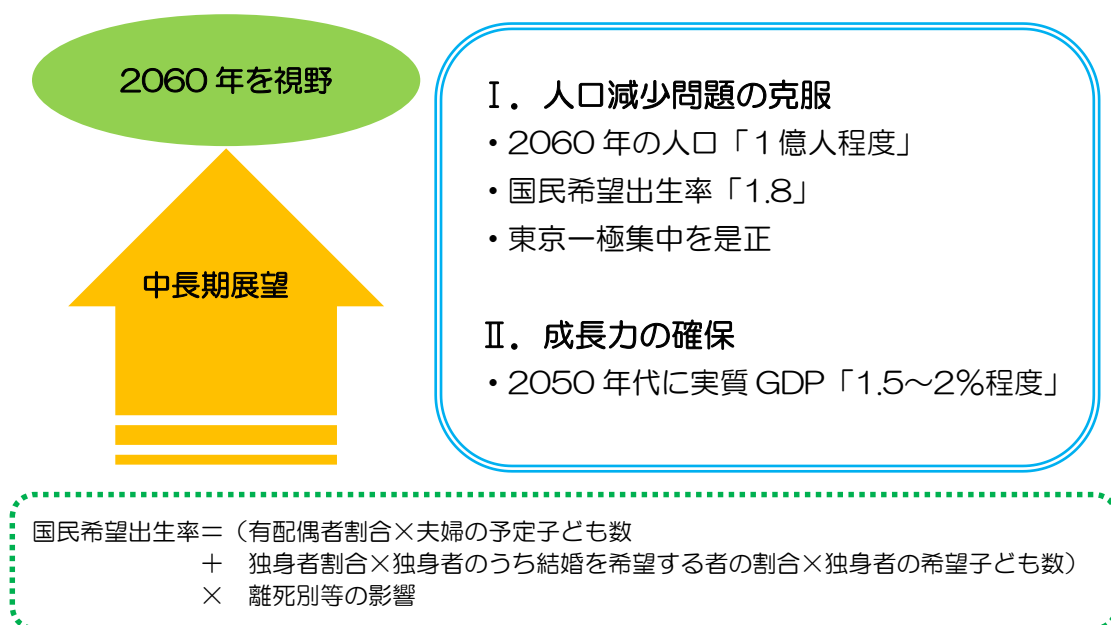 2060 年を視野
中長期展望
Ⅰ．人口減少問題の克服
・2060 年の人口「１億人程度」
・国民希望出生率「1.8」
・東京一極集中を是正
Ⅱ．成長力の確保
・2050 年代に実質 GDP「1.5～2％程度」
国民希望出生率＝（有配偶者割合×夫婦の予定子ども数
＋　独身者割合×独身者のうち結婚を希望する者の割合×独身者の希望子ども数）
×　離死別等の影響